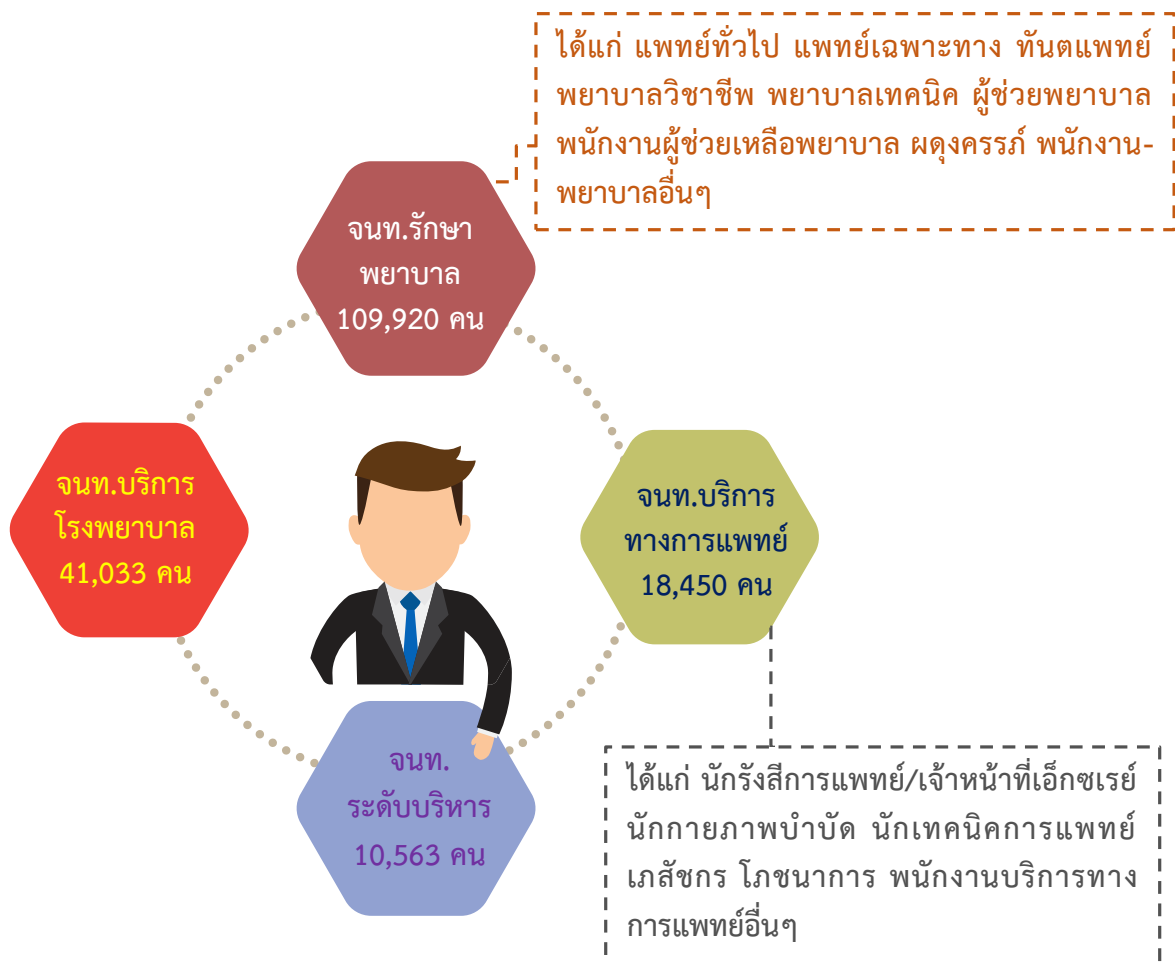 ได้แก่ แพทย์ทั่วไป แพทย์เฉพาะทาง ทันตแพทย์
พยาบาลวิชาชีพ พยาบาลเทคนิค ผู้ช่วยพยาบาล
พนักงานผู้ช่วยเหลือพยาบาล ผดุงครรภ์ พนักงาน-
พยาบาลอื่นๆ
จนท.รักษา
พยาบาล
109,920 คน
จนท.บริการ
โรงพยาบาล
41,033 คน
จนท.บริการ
ทางการแพทย์
18,450 คน
จนท.
ระดับบริหาร
10,563 คน
ได้แก่ นักรังสีการแพทย์/เจ้าหน้าที่เอ็กซเรย์
นักกายภาพบำบัด นักเทคนิคการแพทย์
เภสัชกร โภชนาการ พนักงานบริการทาง
การแพทย์อื่นๆ